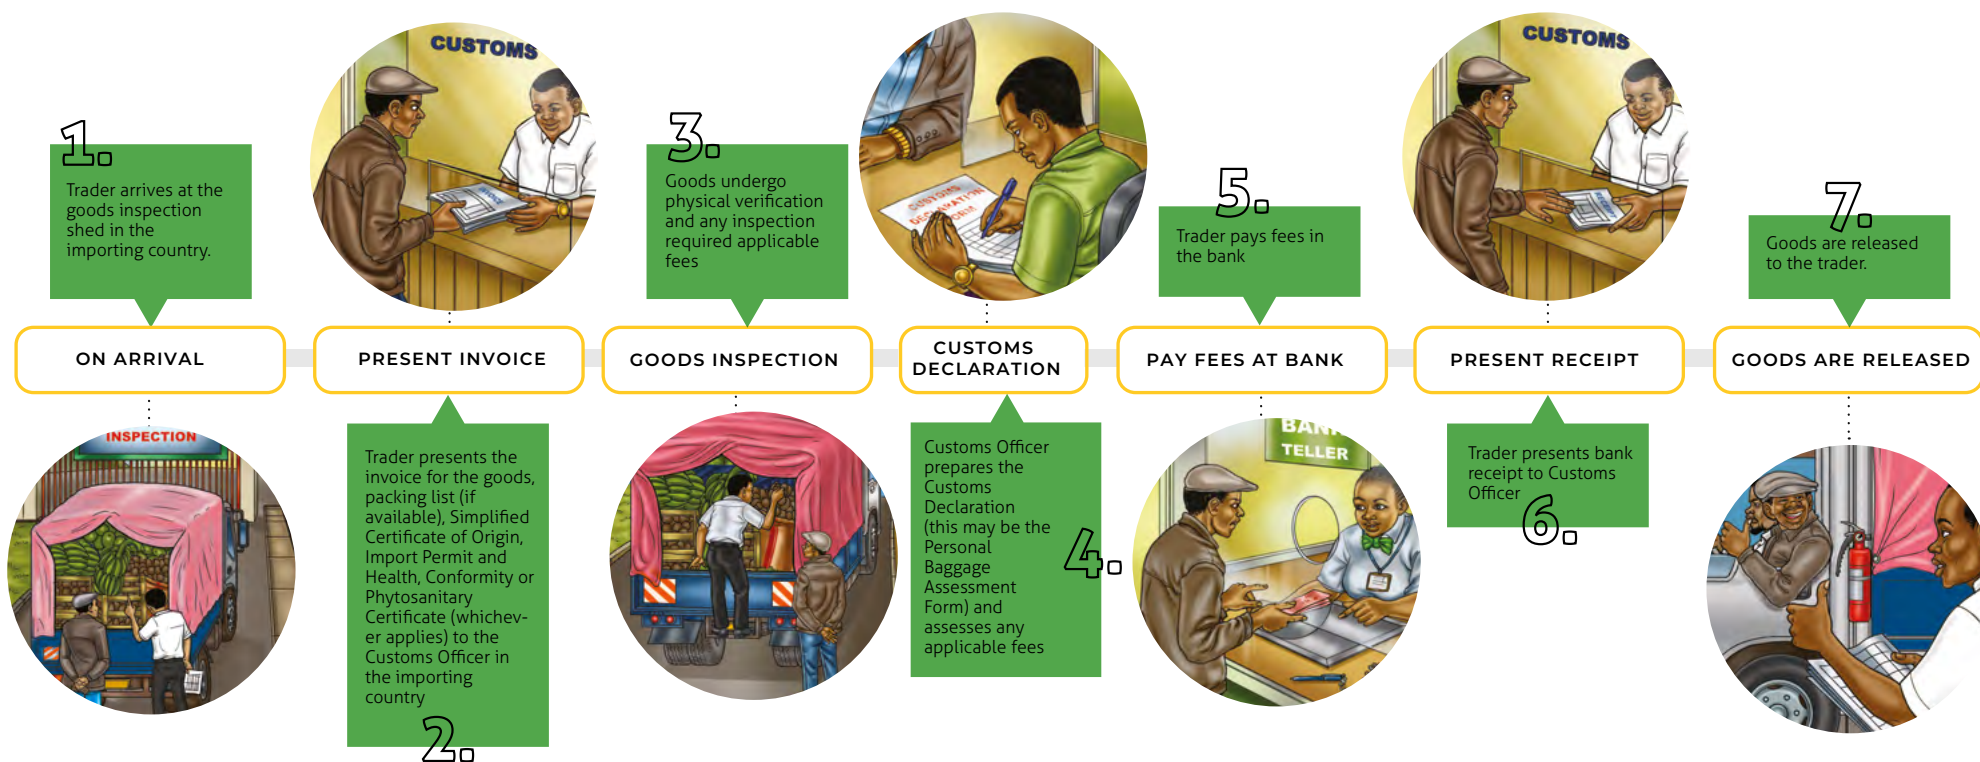 1.
Trader arrives at the
goods inspection
shed in the
importing country.
ON ARRIVAL
INSPECTION
CUSTOMS
INVOICE
PRESENT INVOICE
Trader presents the
invoice for the goods,
packing list (if
available), Simplified
Certificate of Origin,
Import Permit and
Health, Conformity or
Phytosanitary
Certificate (whichev-
er applies) to the
Customs Officer in
the importing
country
2.
3.
Goods undergo
physical verification
and any inspection
required applicable
fees
GOODS INSPECTION
CUSTOMS
DECLARATION
FORM
CUSTOMS
DECLARATION
Customs Officer
prepares the
Customs
Declaration
(this may be the
Personal
Baggage
Assessment
Form) and
assesses any
applicable fees
4.
5.
Trader pays fees in
the bank
PAY FEES AT BANK
BANK
TELLER
CUSTOMS
RECEIPT
PRESENT RECEIPT
Trader presents bank
receipt to Customs
Officer
6.
7.
Goods are released
to the trader.
GOODS ARE RELEASED